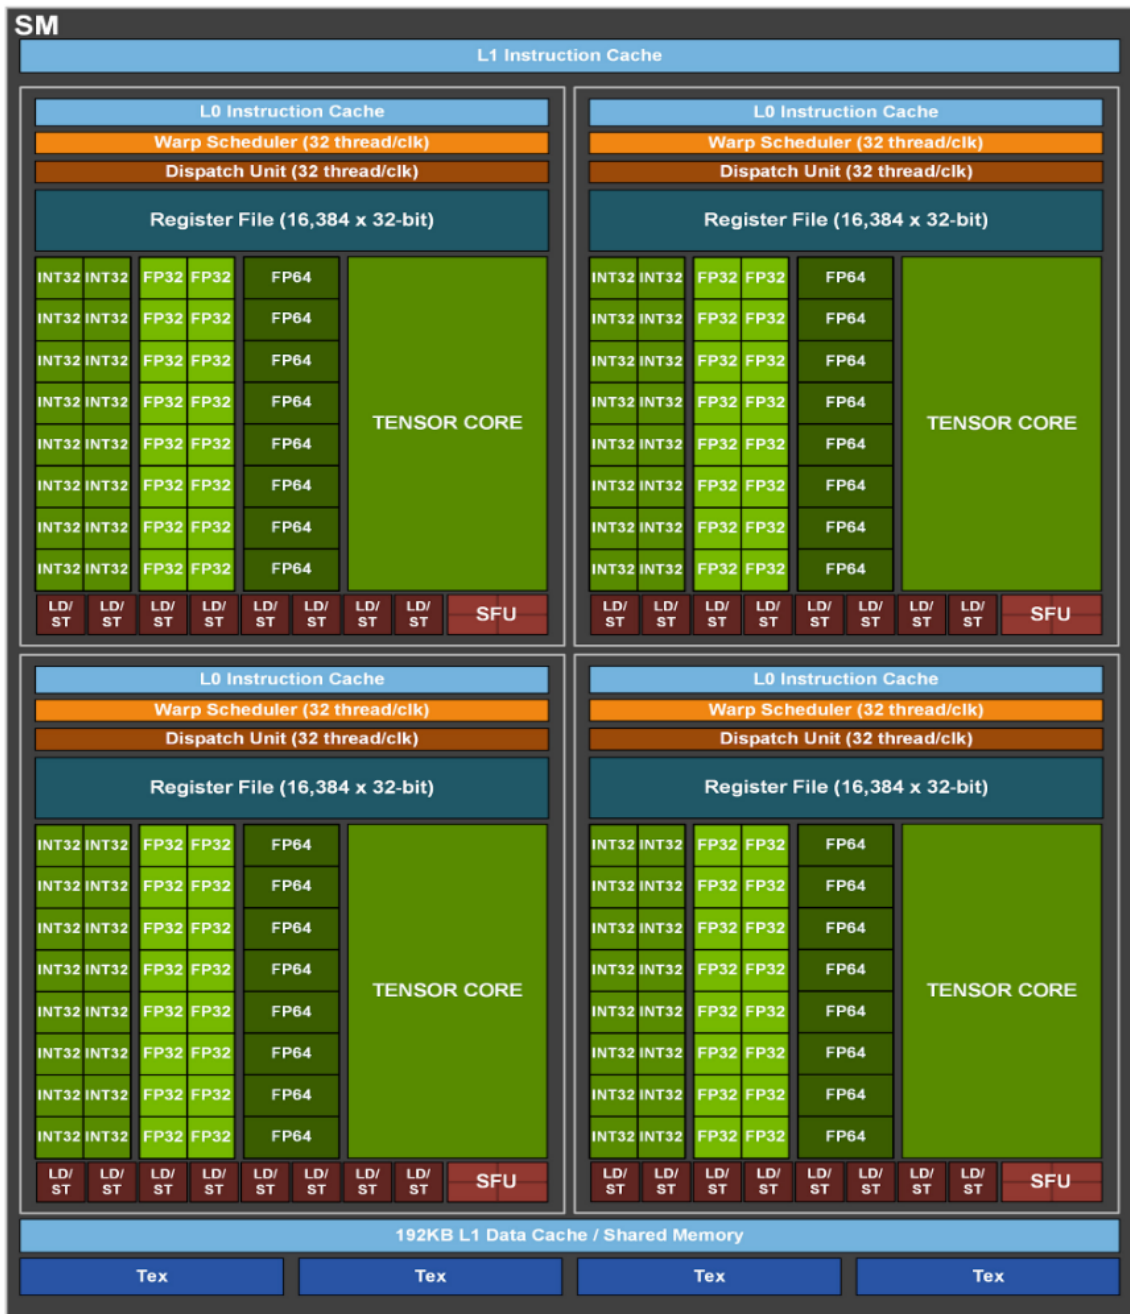 SM
L1 Instruction Cache
L0 Instruction Cache
Warp Scheduler (32 thread/clk)
Dispatch Unit (32 thread/clk)
Register File (16,384 x 32-bit)
INT32 INT32 FP32 FP32 FP64
INT32 INT32 FP32 FP32 FP64
INT32 INT32 FP32 FP32 FP64
INT32 INT32 FP32 FP32 FP64
TENSOR CORE
INT32 INT32 FP32 FP32 FP64
INT32 INT32 FP32 FP32 FP64
INT32 INT32 FP32 FP32 FP64
INT32 INT32 FP32 FP32 FP64
LD/ LD/ LD/ LD/ LD/ LD/ LD/ LD/
ST ST ST ST ST ST ST ST
SFU
L0 Instruction Cache
Warp Scheduler (32 thread/clk)
Dispatch Unit (32 thread/clk)
Register File (16,384 x 32-bit)
INT32 INT32 FP32 FP32 FP64
INT32 INT32 FP32 FP32 FP64
INT32 INT32 FP32 FP32 FP64
INT32 INT32 FP32 FP32 FP64
TENSOR CORE
INT32 INT32 FP32 FP32 FP64
INT32 INT32 FP32 FP32 FP64
INT32 INT32 FP32 FP32 FP64
INT32 INT32 FP32 FP32 FP64
LD/ LD/ LD/ LD/ LD/ LD/ LD/ LD/
ST ST ST ST ST ST ST ST
SFU
L0 Instruction Cache
Warp Scheduler (32 thread/clk)
Dispatch Unit (32 thread/clk)
Register File (16,384 x 32-bit)
INT32 INT32 FP32 FP32 FP64
INT32 INT32 FP32 FP32 FP64
INT32 INT32 FP32 FP32 FP64
INT32 INT32 FP32 FP32 FP64
TENSOR CORE
INT32 INT32 FP32 FP32 FP64
INT32 INT32 FP32 FP32 FP64
INT32 INT32 FP32 FP32 FP64
INT32 INT32 FP32 FP32 FP64
LD/ LD/ LD/ LD/ LD/ LD/ LD/ LD/
ST ST ST ST ST ST ST ST
SFU
L0 Instruction Cache
Warp Scheduler (32 thread/clk)
Dispatch Unit (32 thread/clk)
Register File (16,384 x 32-bit)
INT32 INT32 FP32 FP32 FP64
INT32 INT32 FP32 FP32 FP64
INT32 INT32 FP32 FP32 FP64
INT32 INT32 FP32 FP32 FP64
TENSOR CORE
INT32 INT32 FP32 FP32 FP64
INT32 INT32 FP32 FP32 FP64
INT32 INT32 FP32 FP32 FP64
INT32 INT32 FP32 FP32 FP64
LD/ LD/ LD/ LD/ LD/ LD/ LD/ LD/
ST ST ST ST ST ST ST ST
SFU
192KB L1 Data Cache / Shared Memory
Tex Tex Tex Tex